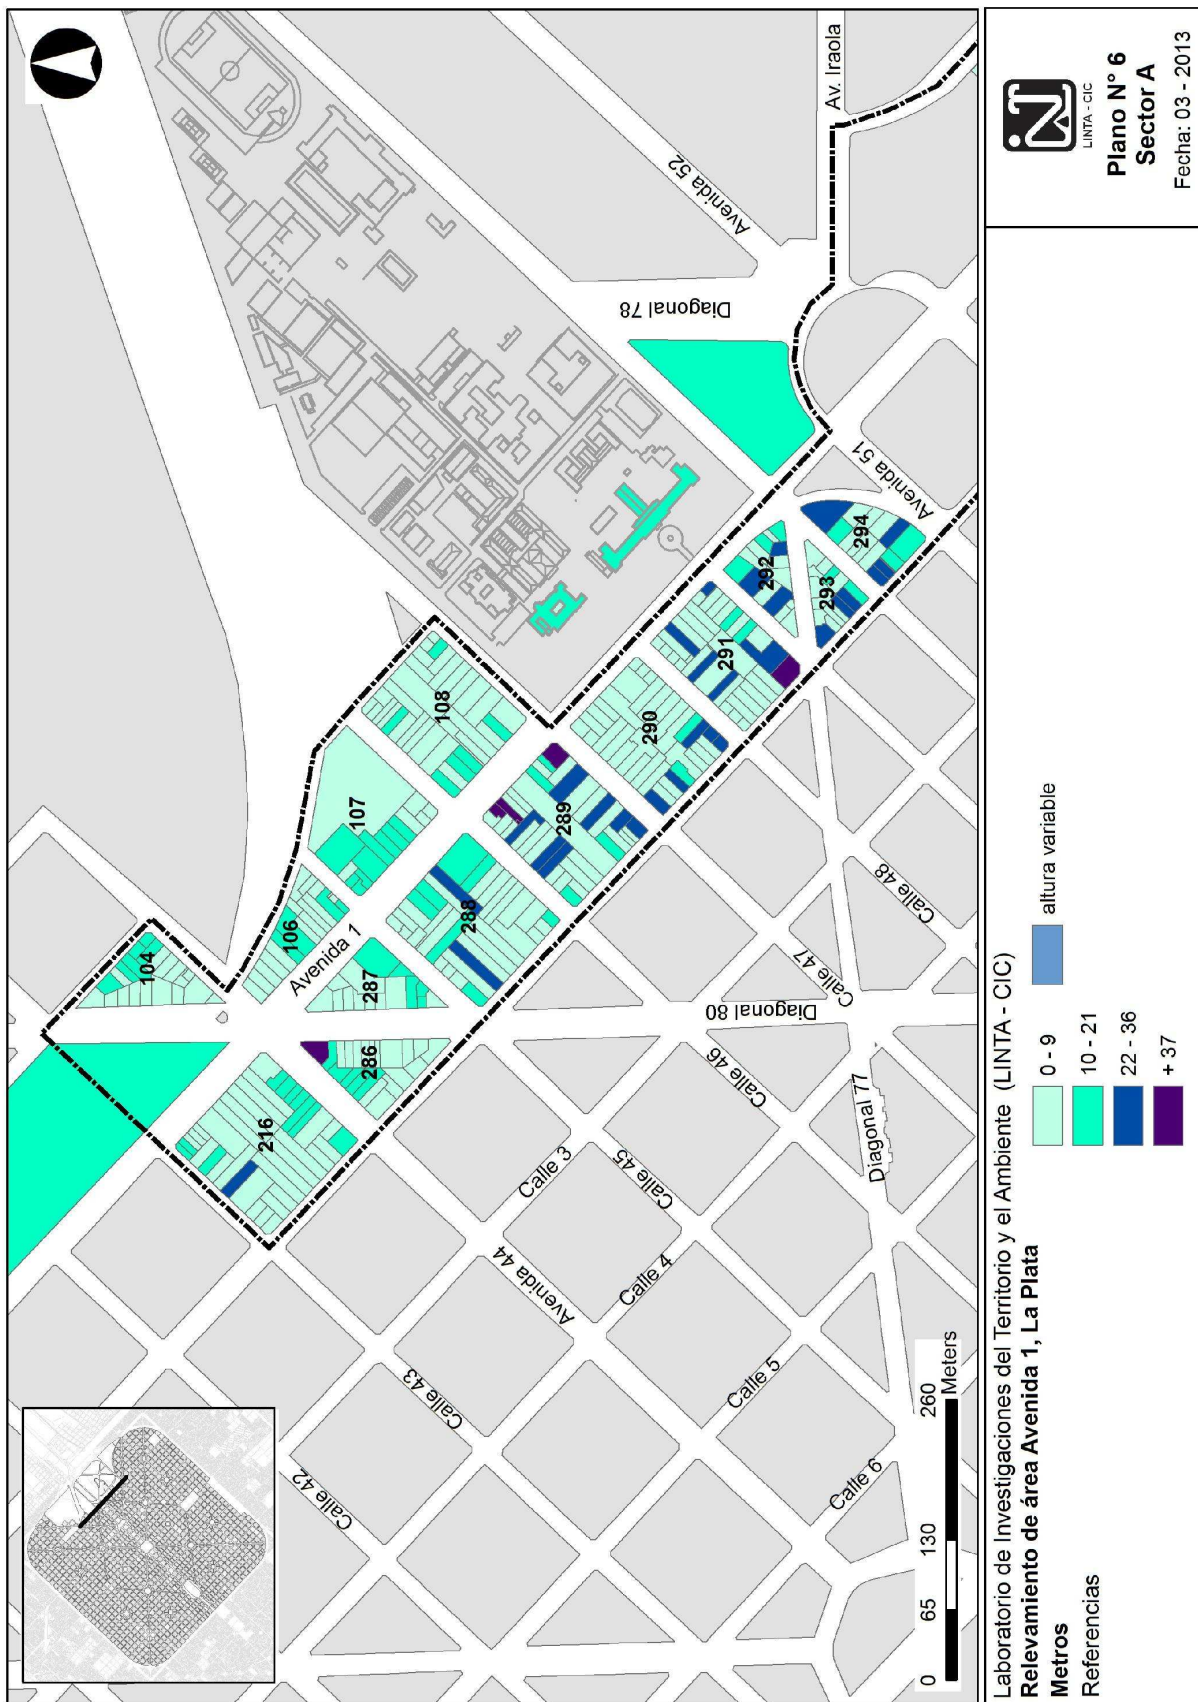 Av. Iraola
Avenida 52
Diagonal 78
Avenida 51
104
106
107
108
216
286
287
288
289
290
291
292
293
294
Avenida 1
Diagonal 80
Calle 48
Calle 47
Calle 46
Calle 45
Diagonal 77
Calle 3
Avenida 44
Calle 4
Calle 43
Calle 5
Calle 42
Calle 6
0 65 130 260
Meters
Laboratorio de Investigaciones del Territorio y el Ambiente (LINTA - CIC)
Relevamiento de área Avenida 1, La Plata
Metros
Referencias
0 - 9
10 - 21
22 - 36
+ 37
altura variable
LINTA - CIC
Plano N° 6
Sector A
Fecha: 03 - 2013